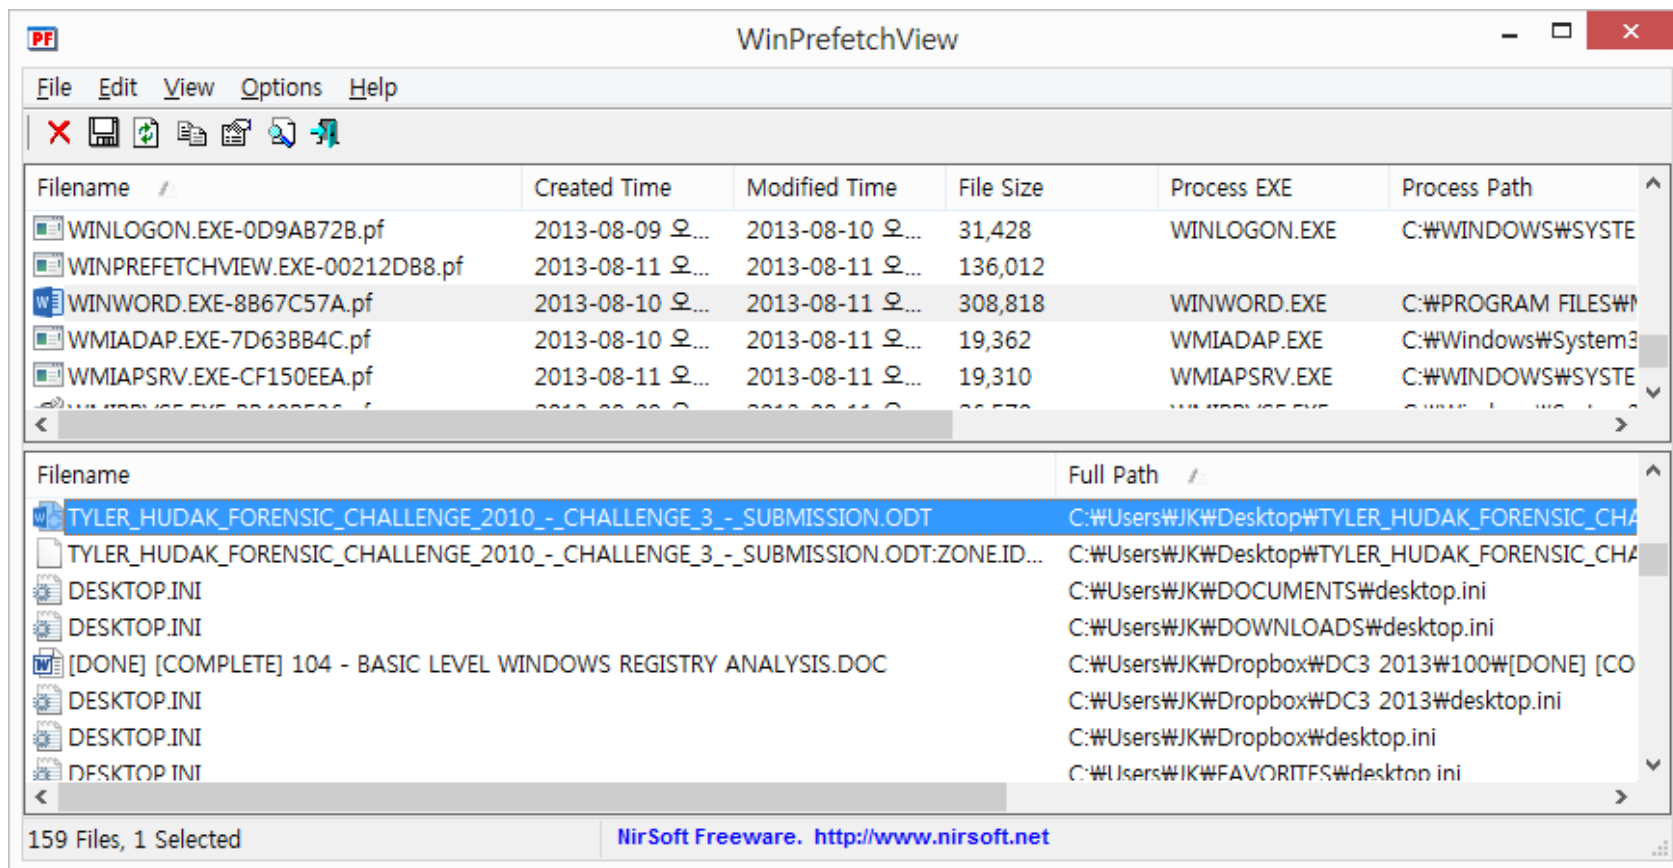 PF WinPrefetchView
File Edit View Options Help
Filename Created Time Modified Time File Size Process EXE Process Path
WINLOGON.EXE-0D9AB72B.pf 2013-08-09 오... 2013-08-10 오... 31,428 WINLOGON.EXE C:₩WINDOWS₩SYSTE
WINPREFETCHVIEW.EXE-00212DB8.pf 2013-08-11 오... 2013-08-11 오... 136,012
WINWORD.EXE-8B67C57A.pf 2013-08-10 오... 2013-08-11 오... 308,818 WINWORD.EXE C:₩PROGRAM FILES₩M
WMIADAP.EXE-7D63BB4C.pf 2013-08-10 오... 2013-08-11 오... 19,362 WMIADAP.EXE C:₩Windows₩System3
WMIAPSRV.EXE-CF150EEA.pf 2013-08-11 오... 2013-08-11 오... 19,310 WMIAPSRV.EXE C:₩WINDOWS₩SYSTE
Filename Full Path
TYLER_HUDAK_FORENSIC_CHALLENGE_2010_-_CHALLENGE_3_-_SUBMISSION.ODT C:₩Users₩JK₩Desktop₩TYLER_HUDAK_FORENSIC_CHA
TYLER_HUDAK_FORENSIC_CHALLENGE_2010_-_CHALLENGE_3_-_SUBMISSION.ODT:ZONE.ID... C:₩Users₩JK₩Desktop₩TYLER_HUDAK_FORENSIC_CHA
DESKTOP.INI C:₩Users₩JK₩DOCUMENTS₩desktop.ini
DESKTOP.INI C:₩Users₩JK₩DOWNLOADS₩desktop.ini
[DONE] [COMPLETE] 104 - BASIC LEVEL WINDOWS REGISTRY ANALYSIS.DOC C:₩Users₩JK₩Dropbox₩DC3 2013₩100₩[DONE] [CO
DESKTOP.INI C:₩Users₩JK₩Dropbox₩DC3 2013₩desktop.ini
DESKTOP.INI C:₩Users₩JK₩Dropbox₩desktop.ini
DESKTOP.INI C:₩Users₩JK₩FAVORITES₩desktop.ini
159 Files, 1 Selected NirSoft Freeware. http://www.nirsoft.net